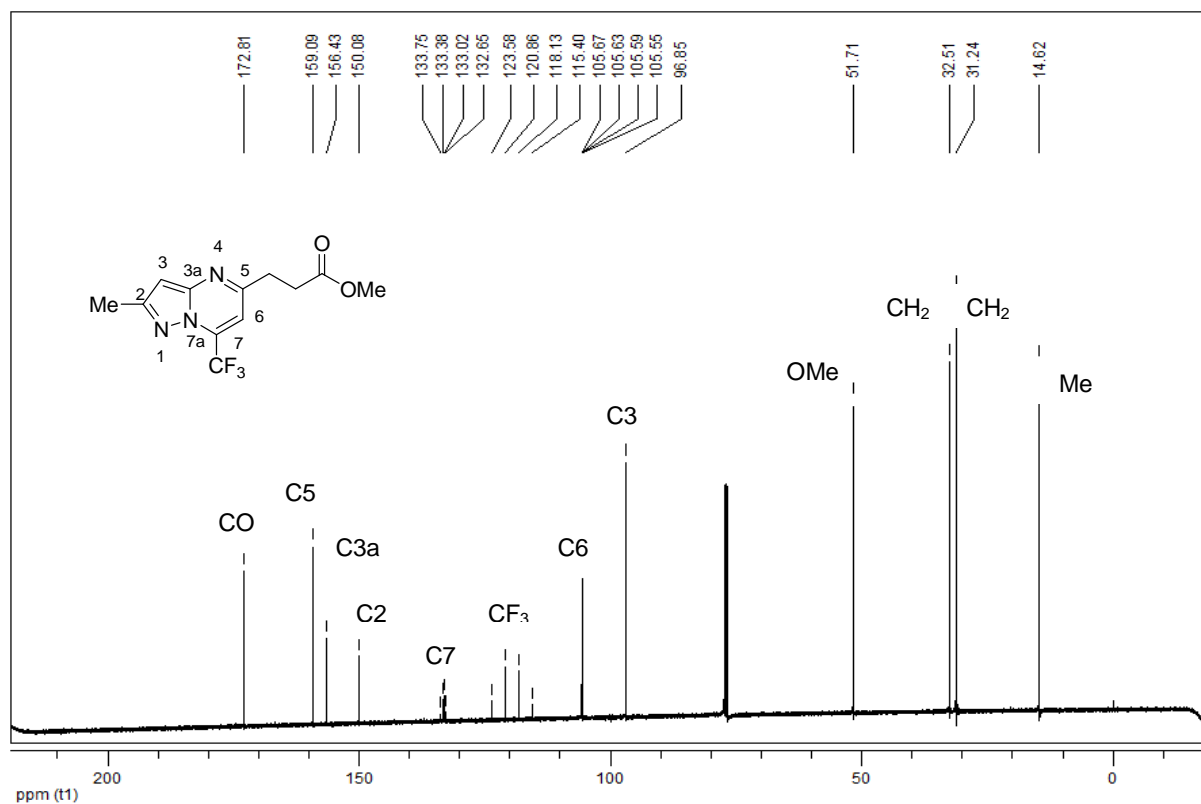 172.81
159.09
156.43
150.08
133.75
133.38
133.02
132.65
123.58
120.86
118.13
115.40
105.67
105.63
105.59
105.55
96.85
51.71
32.51
31.24
14.62
4
O
3
3a
N
5
OMe
2
6
Me
N
N
7a
7
1
CF₃
CH₂
CH₂
OMe
Me
C3
C5
CO
C3a
C6
C2
CF₃
C7
200
150
100
50
0
ppm (t1)